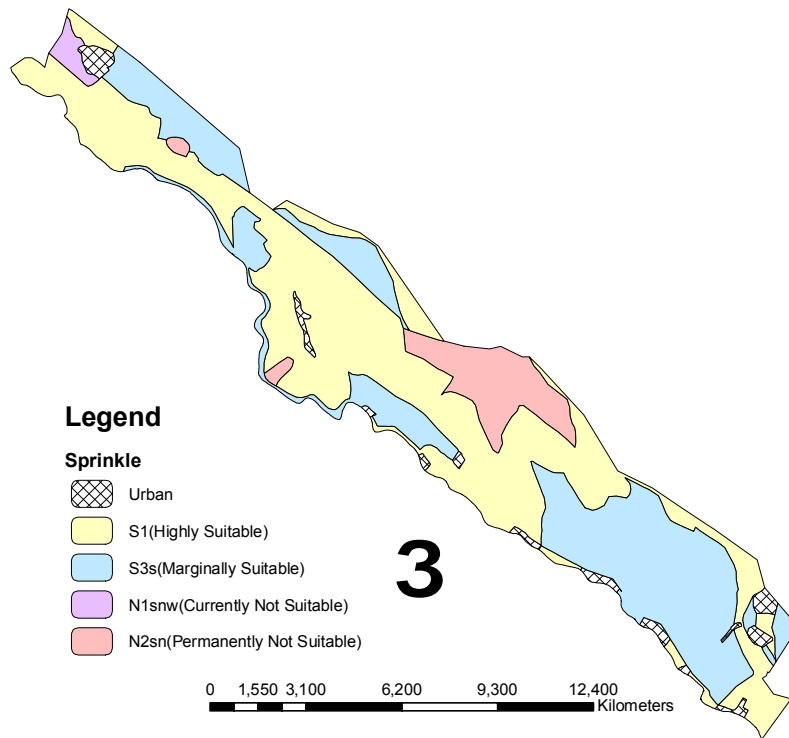 Legend
Sprinkle
Urban
S1(Highly Suitable)
S3s(Marginally Suitable)
N1snw(Currently Not Suitable)
N2sn(Permanently Not Suitable)
3
0 1,550 3,100 6,200 9,300 12,400
Kilometers